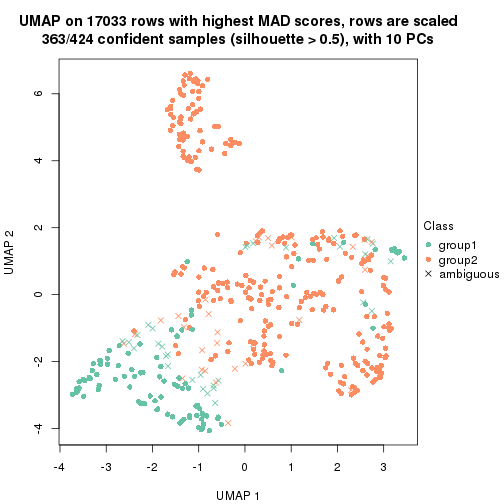 UMAP on 17033 rows with highest MAD scores, rows are scaled
363/424 confident samples (silhouette > 0.5), with 10 PCs
6
4
2
0
-2
-4
UMAP 2
-4 -3 -2 -1 0 1 2 3
UMAP 1
Class
group1
group2
ambiguous